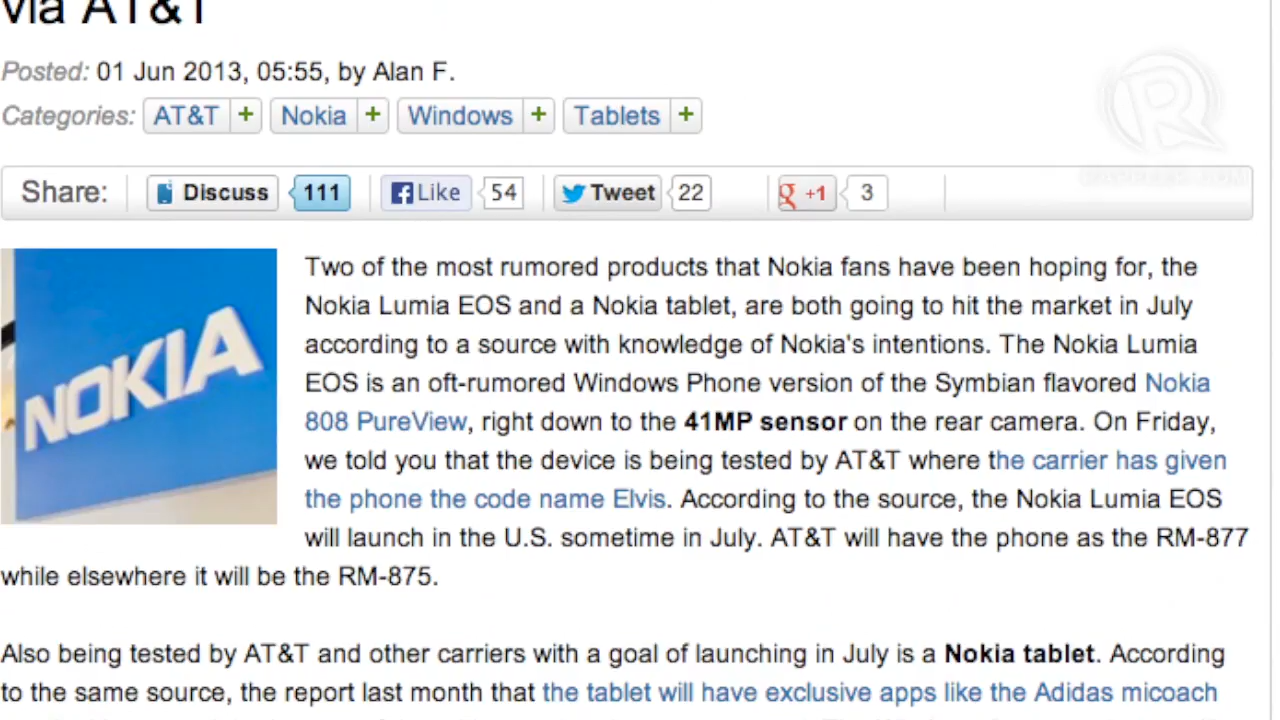 via AT&T
Posted: 01 Jun 2013, 05:55, by Alan F.
Categories: AT&T + Nokia + Windows + Tablets +
Share: Discuss 111 Like 54 Tweet 22 +1 3
NOKIA
Two of the most rumored products that Nokia fans have been hoping for, the
Nokia Lumia EOS and a Nokia tablet, are both going to hit the market in July
according to a source with knowledge of Nokia's intentions. The Nokia Lumia
EOS is an oft-rumored Windows Phone version of the Symbian flavored Nokia
808 PureView, right down to the 41MP sensor on the rear camera. On Friday,
we told you that the device is being tested by AT&T where the carrier has given
the phone the code name Elvis. According to the source, the Nokia Lumia EOS
will launch in the U.S. sometime in July. AT&T will have the phone as the RM-877
while elsewhere it will be the RM-875.
Also being tested by AT&T and other carriers with a goal of launching in July is a Nokia tablet. According
to the same source, the report last month that the tablet will have exclusive apps like the Adidas micoach